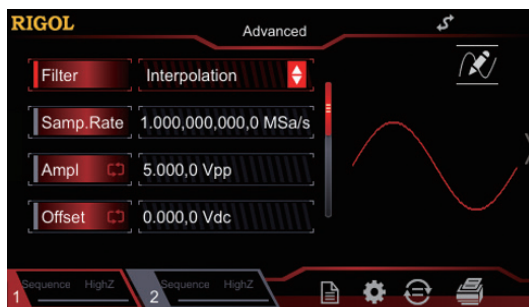 RIGOL
Advanced
Filter Interpolation
Samp.Rate 1.000,000,000,0 MSa/s
Ampl 5.000,0 Vpp
Offset 0.000,0 Vdc
1 Sequence HighZ 2 Sequence HighZ